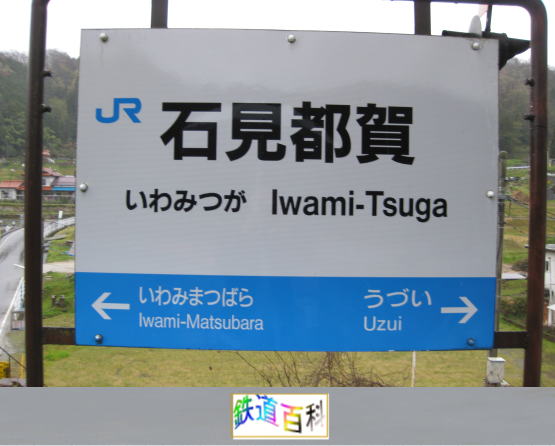 JR
石見都賀
いわみつが Iwami-Tsuga
いわみまつばら うづい
Iwami-Matsubara Uzui
鉄道百科